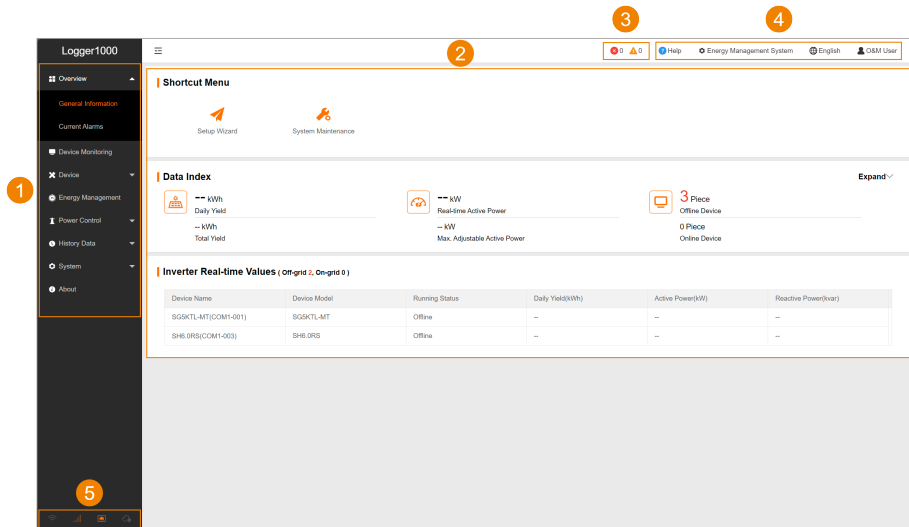 3
4
Logger1000
2
0 0
Help
Energy Management System
English
O&M User
Overview
General Information
Current Alarms
Device Monitoring
1
Device
Energy Management
Power Control
History Data
System
About
Shortcut Menu
Setup Wizard
System Maintenance
Data Index
Expand
-- kWh
Daily Yield
-- kWh
Total Yield
-- kW
Real-time Active Power
-- kW
Max. Adjustable Active Power
3 Piece
Offline Device
0 Piece
Online Device
Inverter Real-time Values ( Off-grid 2, On-grid 0 )
Device Name Device Model Running Status Daily Yield(kWh) Active Power(kW) Reactive Power(kvar)
SG5KTL-MT(COM1-001) SG5KTL-MT Offline -- -- --
SH6.0RS(COM1-003) SH6.0RS Offline -- -- --
5